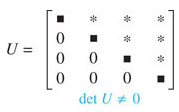 U = [ ■ * * *
0 ■ * *
0 0 ■ *
0 0 0 ■ ]
det U ≠ 0